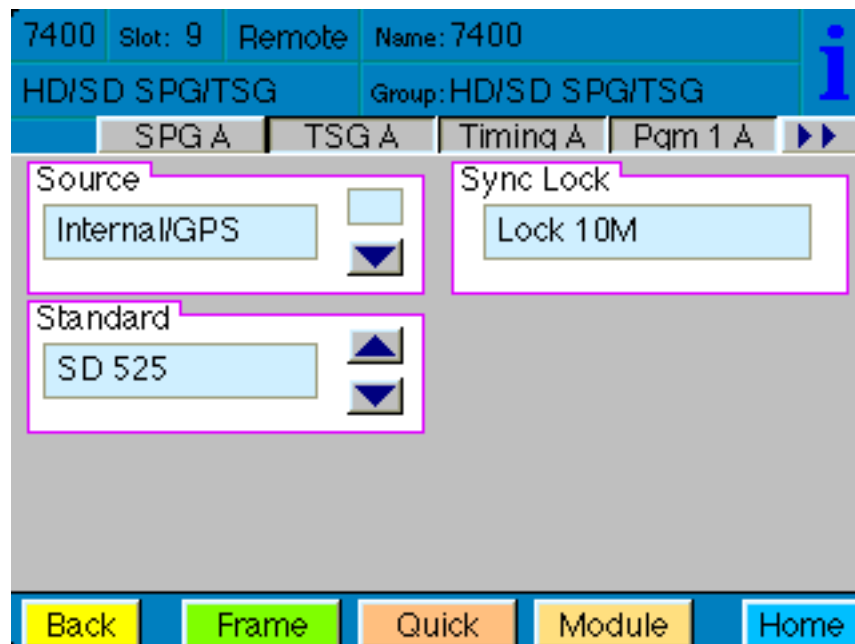 7400 Slot: 9 Remote Name: 7400
HD/SD SPG/TSG Group: HD/SD SPG/TSG
SPG A TSG A Timing A Pgm 1 A
Source Sync Lock
Internal/GPS Lock 10M
Standard
SD 525
Back Frame Quick Module Home